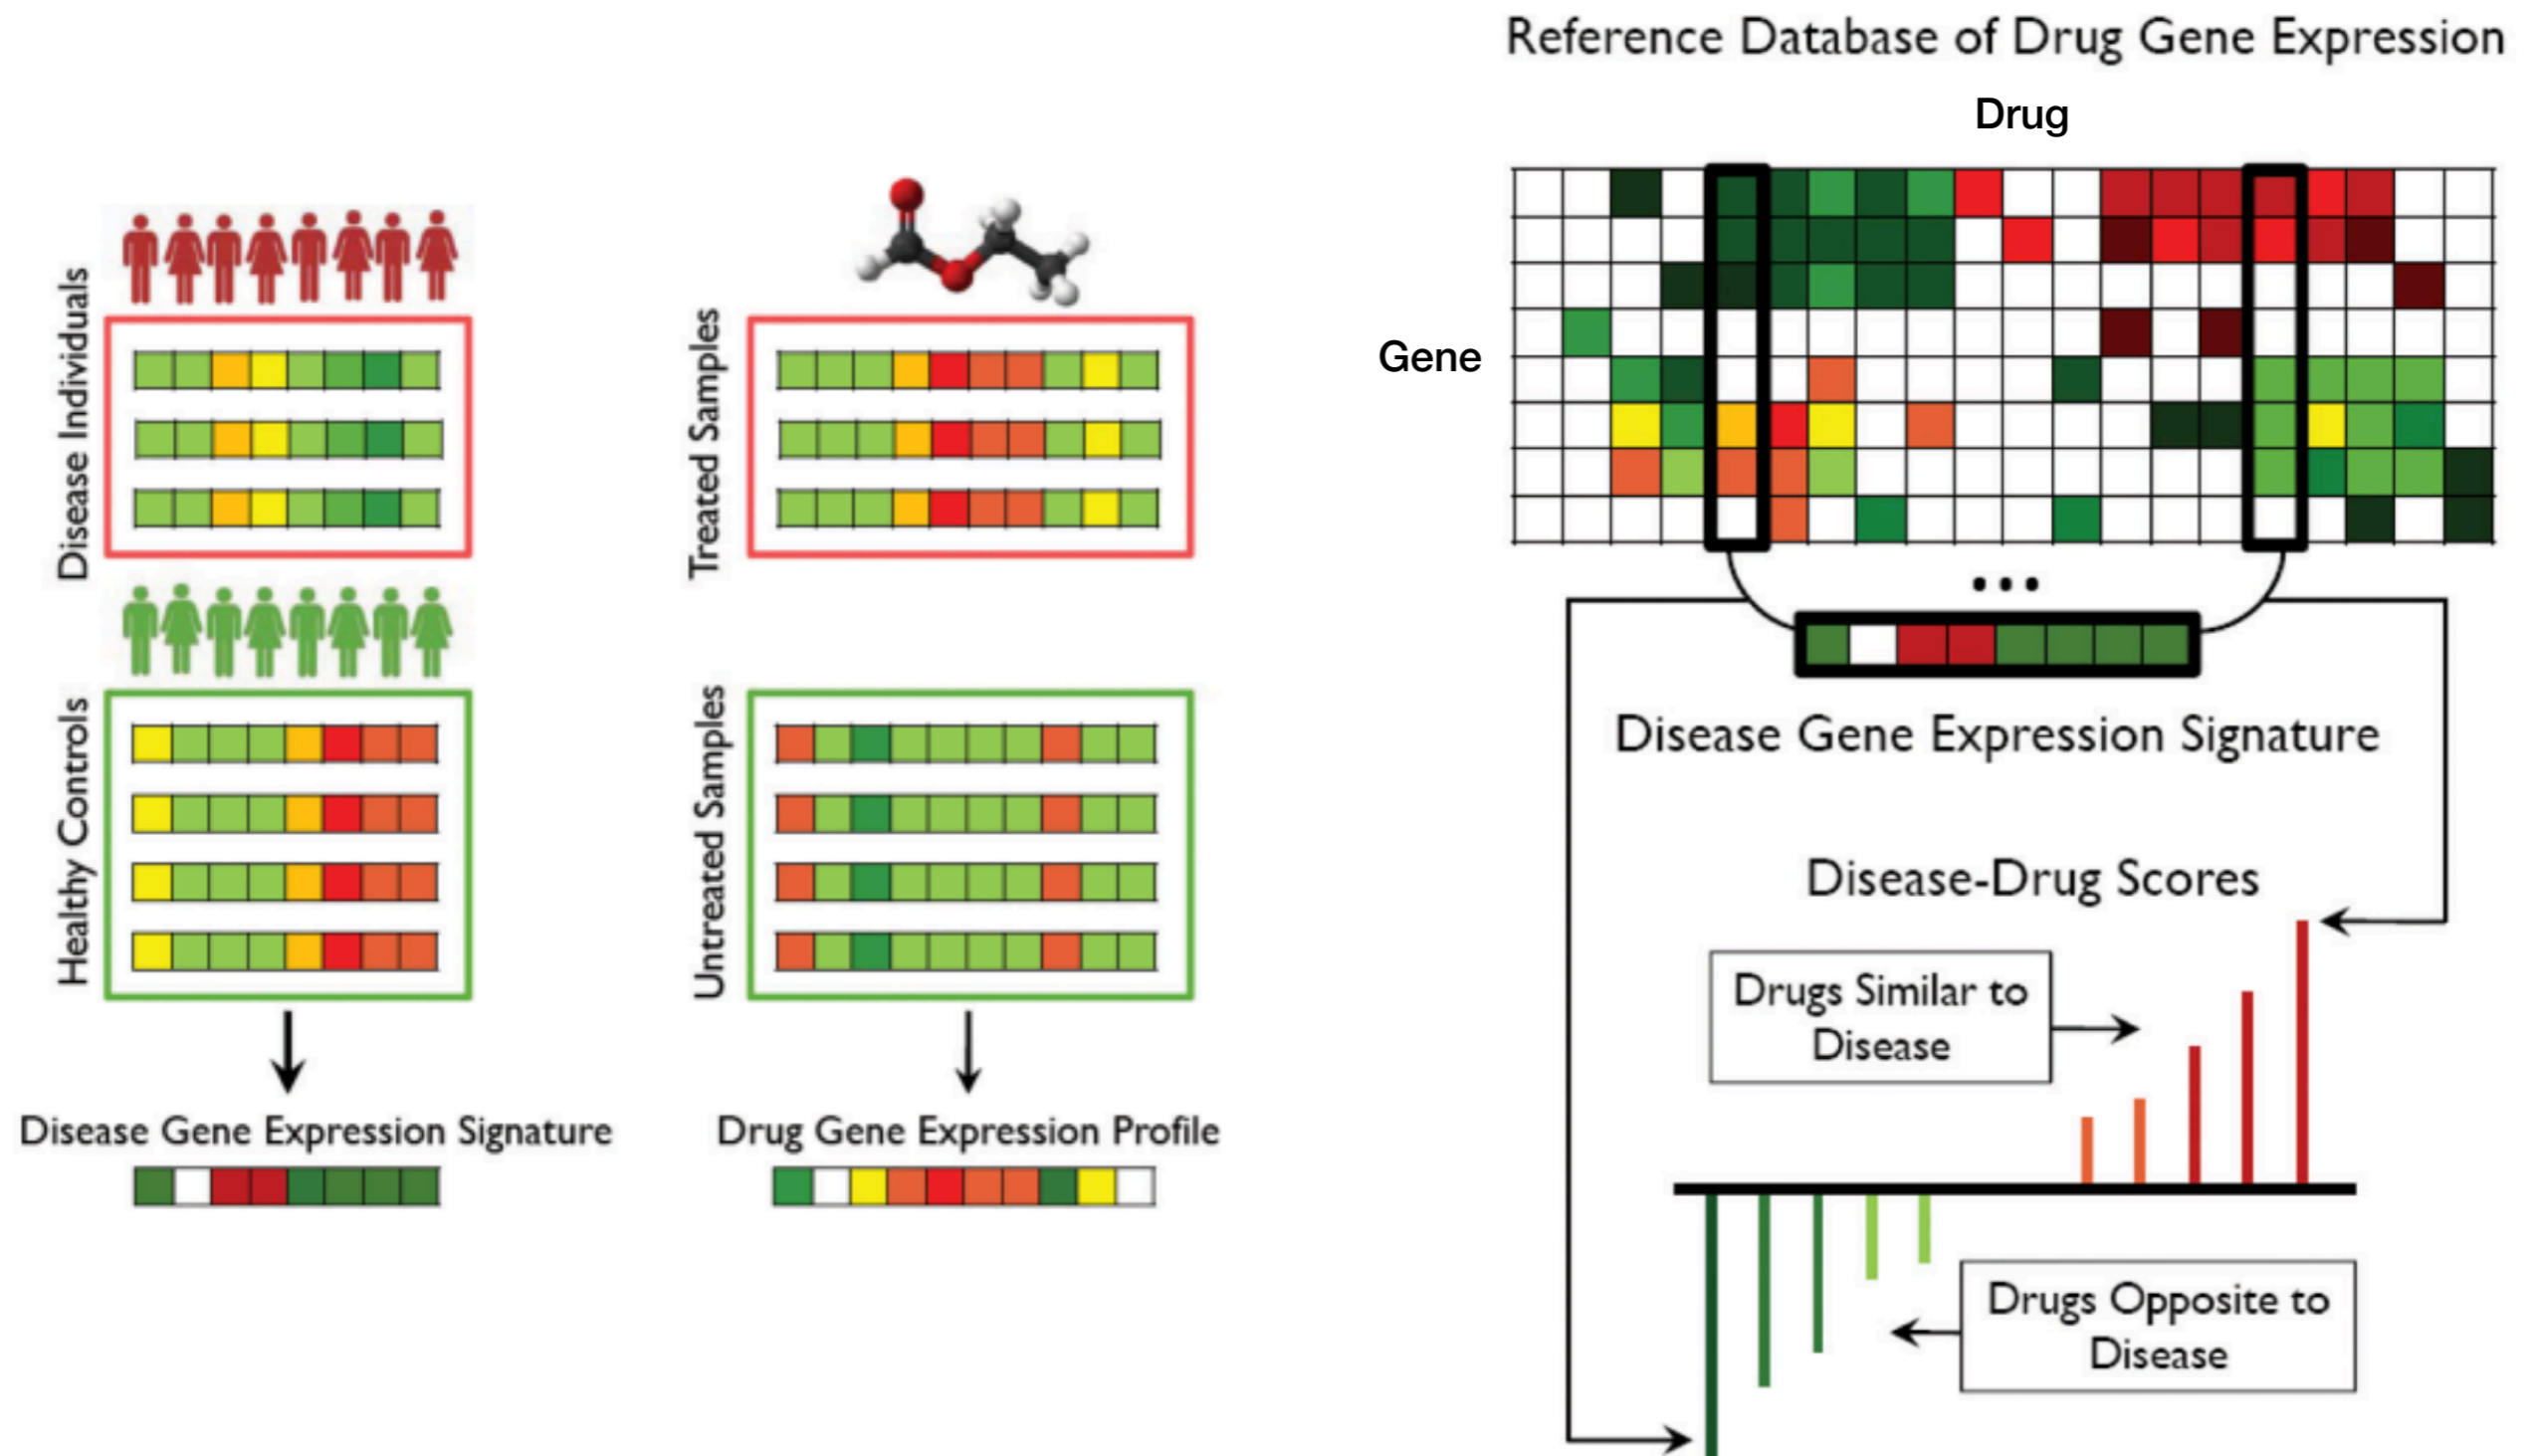 Disease Individuals
Healthy Controls
Disease Gene Expression Signature
Treated Samples
Untreated Samples
Drug Gene Expression Profile
Reference Database of Drug Gene Expression
Drug
Gene
...
Disease Gene Expression Signature
Disease-Drug Scores
Drugs Similar to
Disease
Drugs Opposite to
Disease